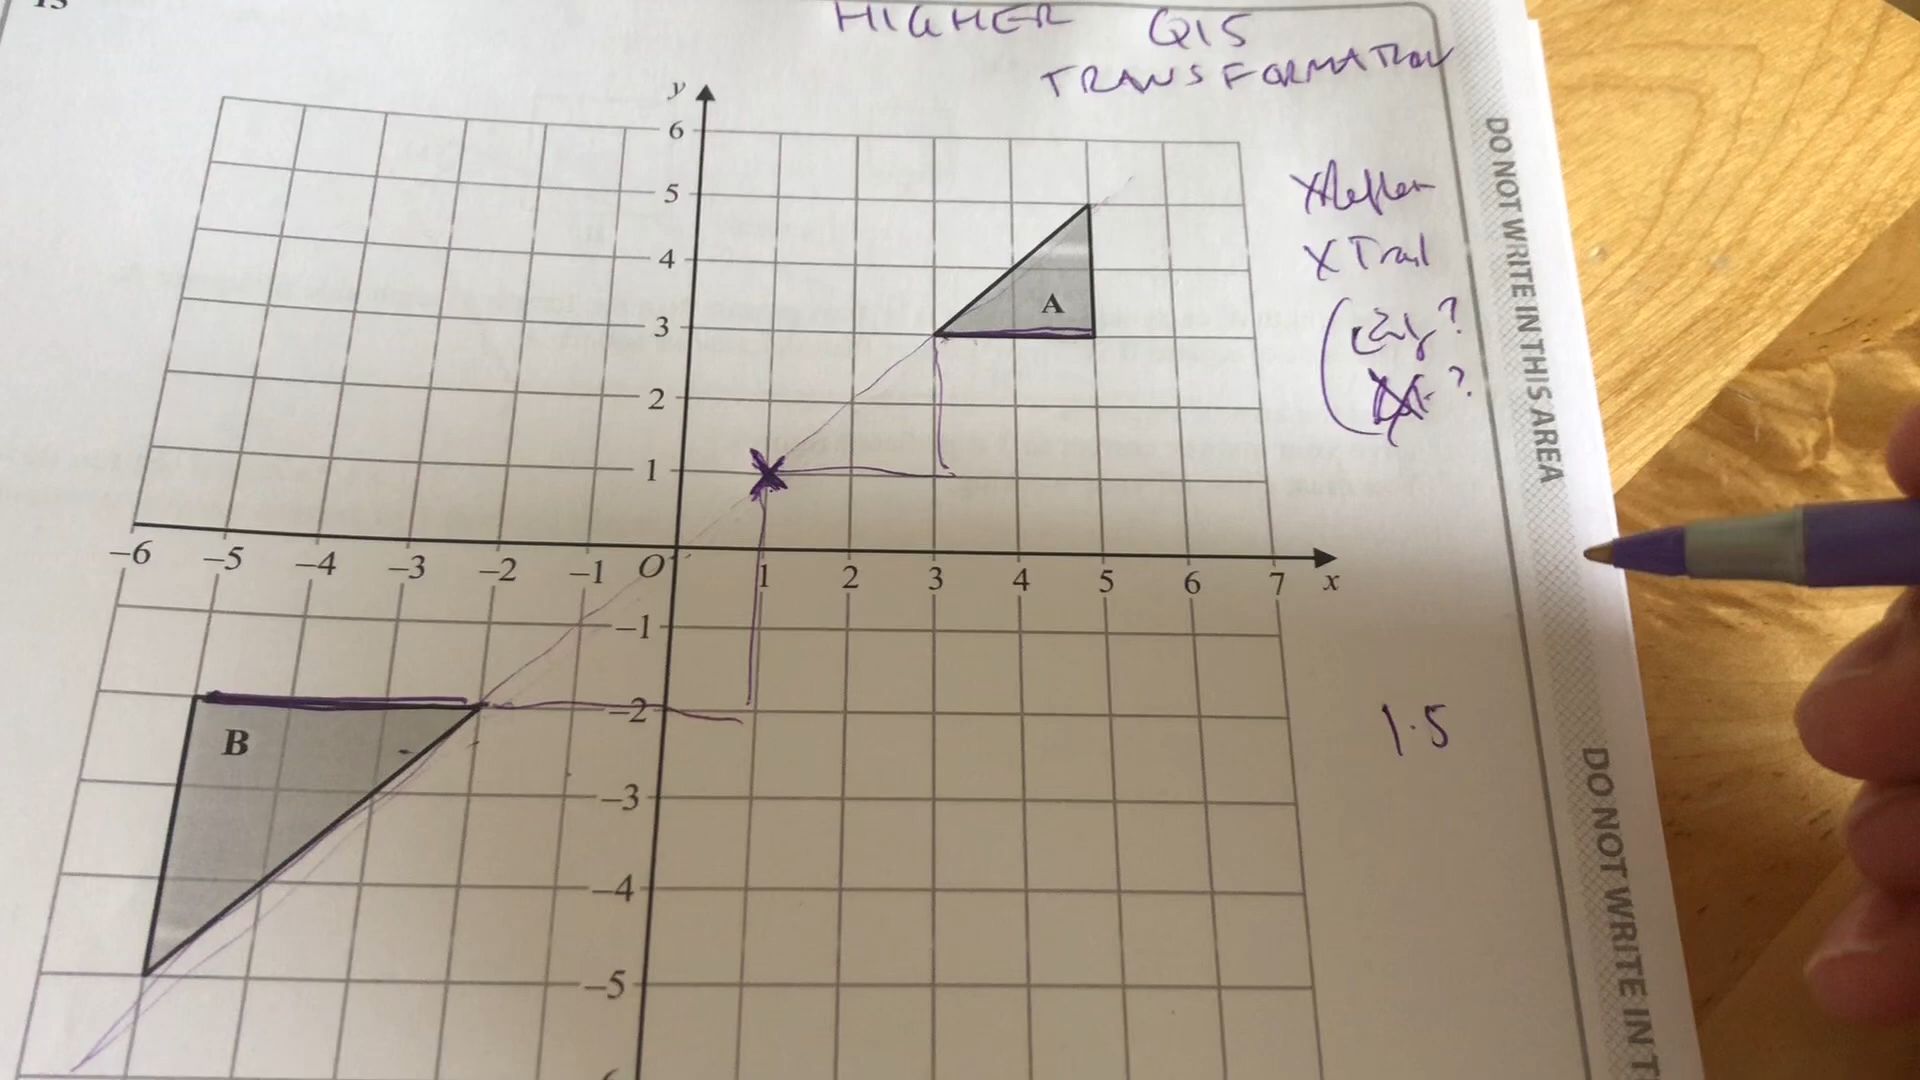 15
HIGHER Q15
TRANSFORMATION
y
6
5
4
3
2
1
A
X
X
?
?
–6 –5 –4 –3 –2 –1 O 1 2 3 4 5 6 7 x
–1
–2
B
–3
–4
–5
1.5
DO NOT WRITE IN THIS AREA
DO NOT WRITE IN T